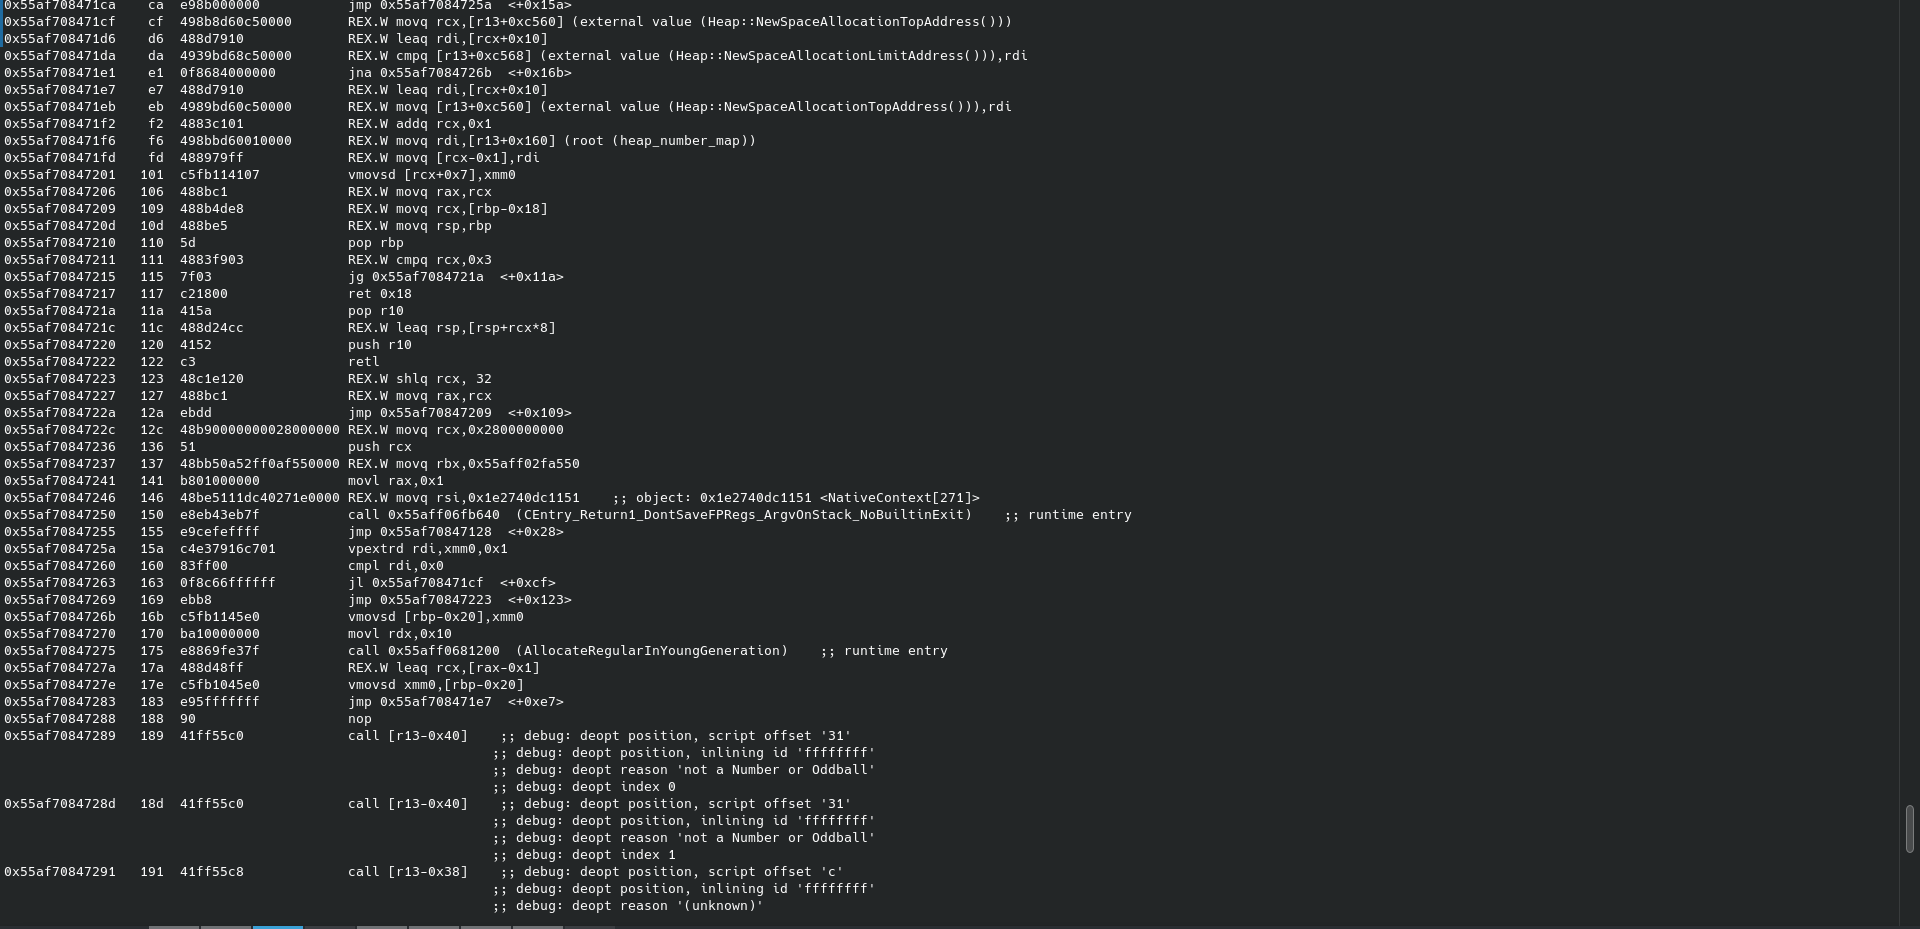 0x55af708471ca   ca  e98b000000           jmp 0x55af7084725a  <+0x15a>
0x55af708471cf   cf  498b8d60c50000       REX.W movq rcx,[r13+0xc560] (external value (Heap::NewSpaceAllocationTopAddress()))
0x55af708471d6   d6  488d7910             REX.W leaq rdi,[rcx+0x10]
0x55af708471da   da  4939bd68c50000       REX.W cmpq [r13+0xc568] (external value (Heap::NewSpaceAllocationLimitAddress())),rdi
0x55af708471e1   e1  0f8684000000         jna 0x55af7084726b  <+0x16b>
0x55af708471e7   e7  488d7910             REX.W leaq rdi,[rcx+0x10]
0x55af708471eb   eb  4989bd60c50000       REX.W movq [r13+0xc560] (external value (Heap::NewSpaceAllocationTopAddress())),rdi
0x55af708471f2   f2  4883c101             REX.W addq rcx,0x1
0x55af708471f6   f6  498bbd60010000       REX.W movq rdi,[r13+0x160] (root (heap_number_map))
0x55af708471fd   fd  488979ff             REX.W movq [rcx-0x1],rdi
0x55af70847201  101  c5fb114107           vmovsd [rcx+0x7],xmm0
0x55af70847206  106  488bc1               REX.W movq rax,rcx
0x55af70847209  109  488b4de8             REX.W movq rcx,[rbp-0x18]
0x55af7084720d  10d  488be5               REX.W movq rsp,rbp
0x55af70847210  110  5d                   pop rbp
0x55af70847211  111  4883f903             REX.W cmpq rcx,0x3
0x55af70847215  115  7f03                 jg 0x55af7084721a  <+0x11a>
0x55af70847217  117  c21800               ret 0x18
0x55af7084721a  11a  415a                 pop r10
0x55af7084721c  11c  488d24cc             REX.W leaq rsp,[rsp+rcx*8]
0x55af70847220  120  4152                 push r10
0x55af70847222  122  c3                   retl
0x55af70847223  123  48c1e120             REX.W shlq rcx, 32
0x55af70847227  127  488bc1               REX.W movq rax,rcx
0x55af7084722a  12a  ebdd                 jmp 0x55af70847209  <+0x109>
0x55af7084722c  12c  48b90000000028000000 REX.W movq rcx,0x2800000000
0x55af70847236  136  51                   push rcx
0x55af70847237  137  48bb50a52ff0af550000 REX.W movq rbx,0x55aff02fa550
0x55af70847241  141  b801000000           movl rax,0x1
0x55af70847246  146  48be5111dc40271e0000 REX.W movq rsi,0x1e2740dc1151    ;; object: 0x1e2740dc1151 <NativeContext[271]>
0x55af70847250  150  e8eb43eb7f           call 0x55aff06fb640  (CEntry_Return1_DontSaveFPRegs_ArgvOnStack_NoBuiltinExit)    ;; runtime entry
0x55af70847255  155  e9cefeffff           jmp 0x55af70847128  <+0x28>
0x55af7084725a  15a  c4e37916c701         vpextrd rdi,xmm0,0x1
0x55af70847260  160  83ff00               cmpl rdi,0x0
0x55af70847263  163  0f8c66ffffff         jl 0x55af708471cf  <+0xcf>
0x55af70847269  169  ebb8                 jmp 0x55af70847223  <+0x123>
0x55af7084726b  16b  c5fb1145e0           vmovsd [rbp-0x20],xmm0
0x55af70847270  170  ba10000000           movl rdx,0x10
0x55af70847275  175  e8869fe37f           call 0x55aff0681200  (AllocateRegularInYoungGeneration)    ;; runtime entry
0x55af7084727a  17a  488d48ff             REX.W leaq rcx,[rax-0x1]
0x55af7084727e  17e  c5fb1045e0           vmovsd xmm0,[rbp-0x20]
0x55af70847283  183  e95fffffff           jmp 0x55af708471e7  <+0xe7>
0x55af70847288  188  90                   nop
0x55af70847289  189  41ff55c0             call [r13-0x40]    ;; debug: deopt position, script offset '31'
;; debug: deopt position, inlining id 'ffffffff'
;; debug: deopt reason 'not a Number or Oddball'
;; debug: deopt index 0
0x55af7084728d  18d  41ff55c0             call [r13-0x40]    ;; debug: deopt position, script offset '31'
;; debug: deopt position, inlining id 'ffffffff'
;; debug: deopt reason 'not a Number or Oddball'
;; debug: deopt index 1
0x55af70847291  191  41ff55c8             call [r13-0x38]    ;; debug: deopt position, script offset 'c'
;; debug: deopt position, inlining id 'ffffffff'
;; debug: deopt reason '(unknown)'